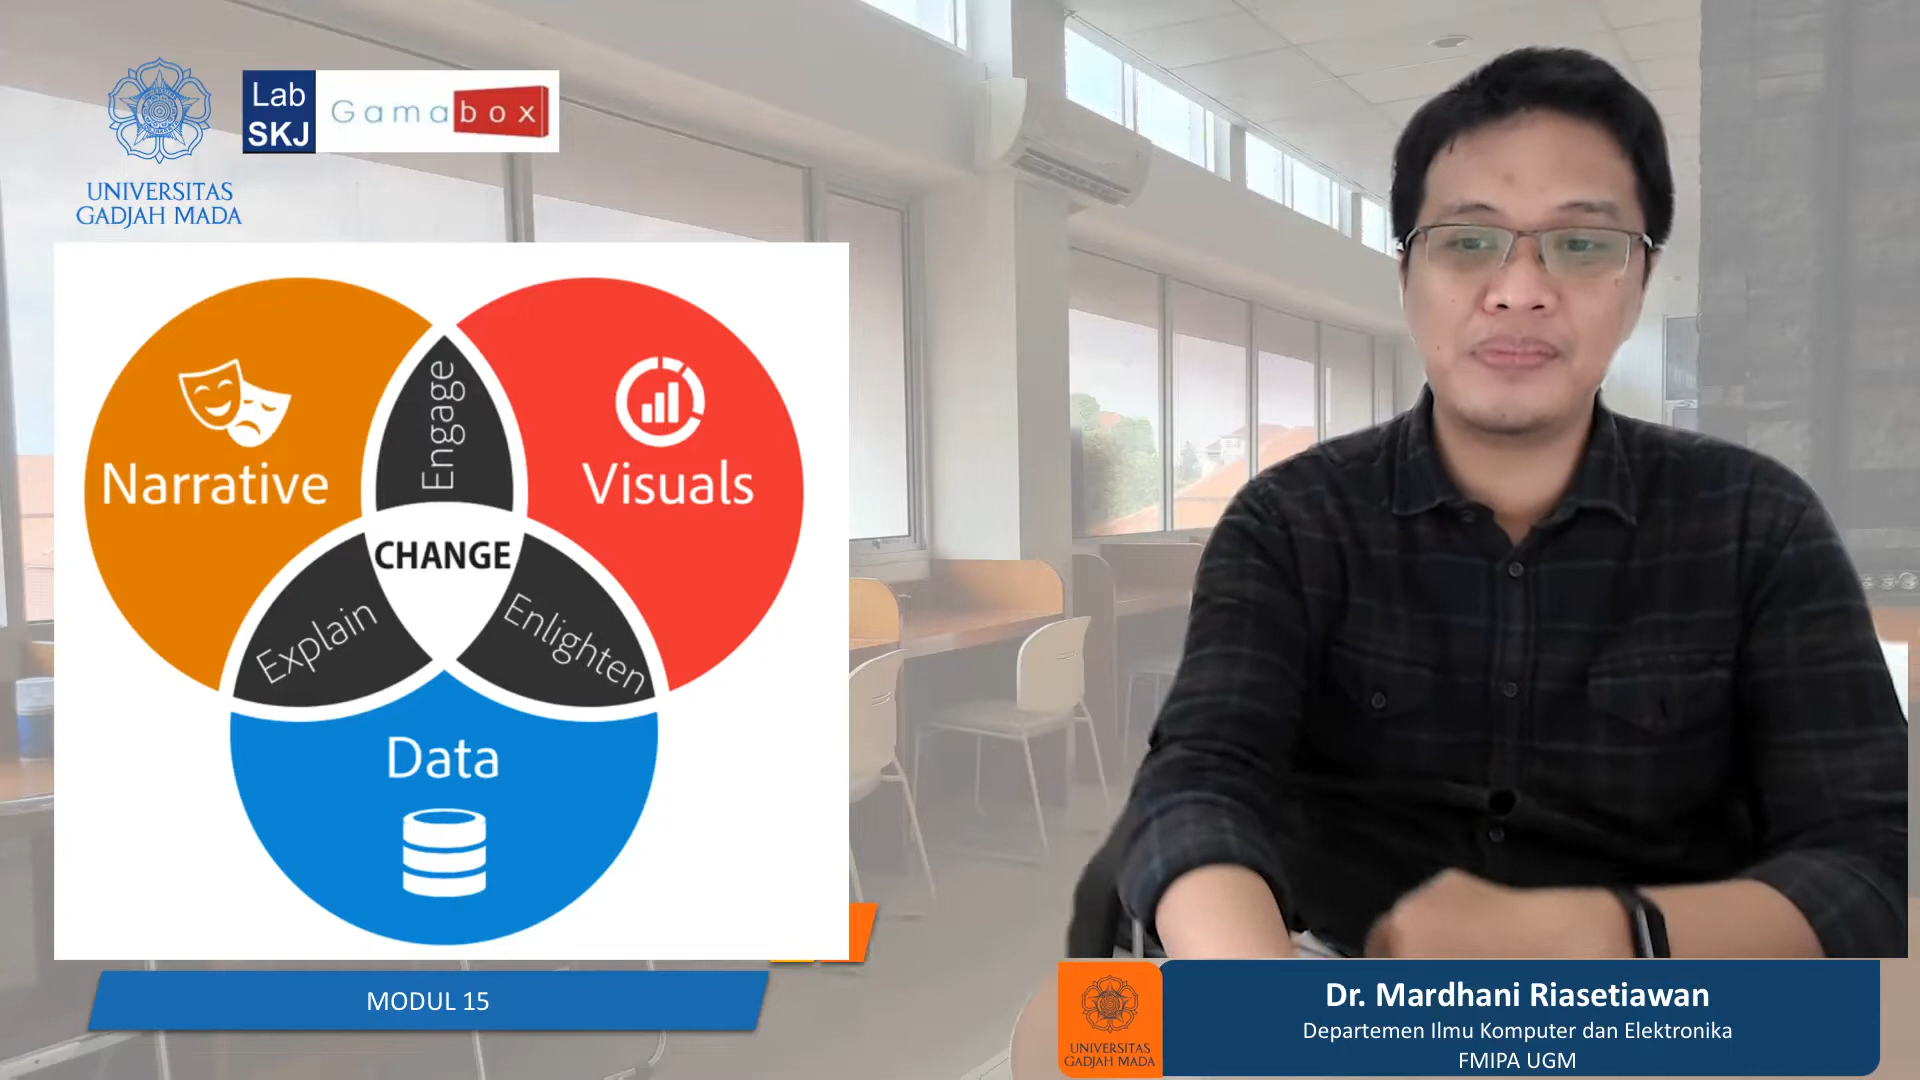 UNIVERSITAS
GADJAH MADA
Lab
SKJ
Gamabox
Narrative
Engage
Visuals
CHANGE
Explain
Enlighten
Data
MODUL 15
UNIVERSITAS
GADJAH MADA
Dr. Mardhani Riasetiawan
Departemen Ilmu Komputer dan Elektronika
FMIPA UGM